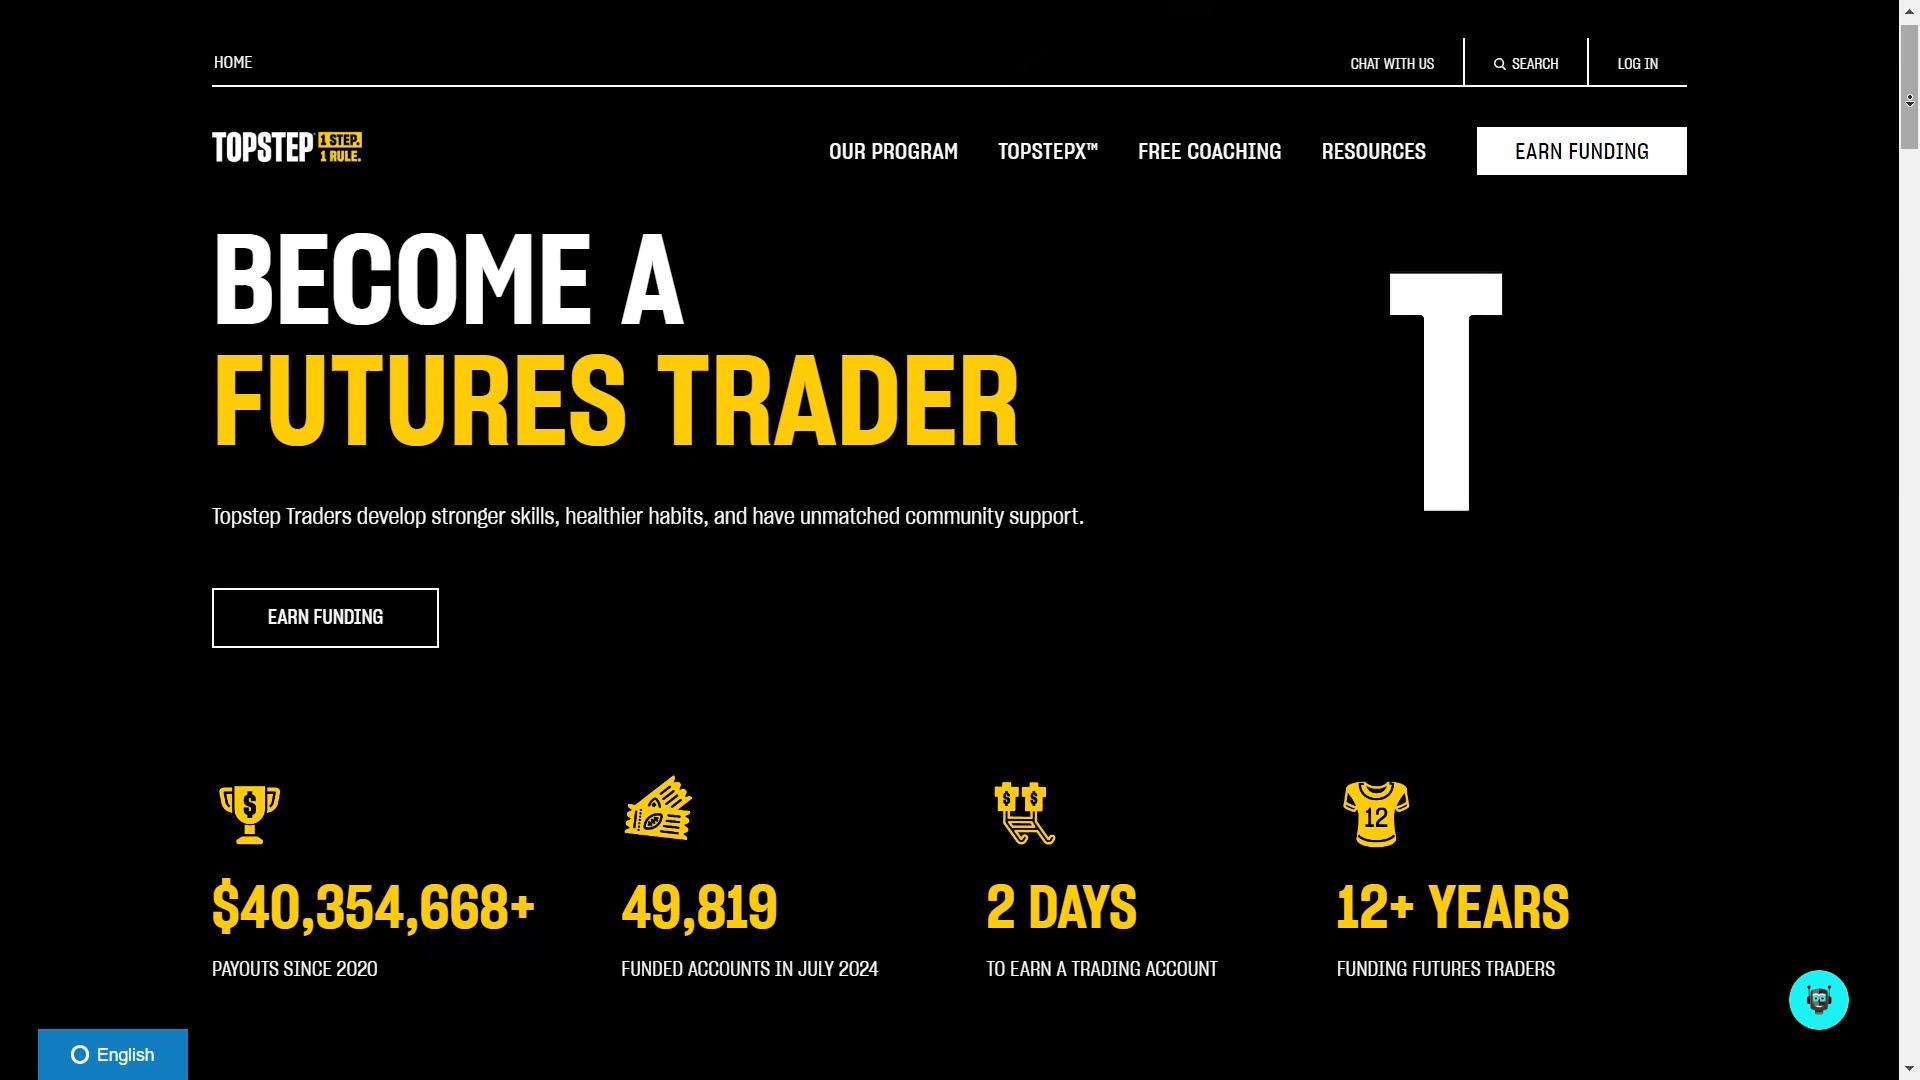 HOME
CHAT WITH US
SEARCH
LOG IN
TOPSTEP 1 STEP. 1 RULE.
OUR PROGRAM
TOPSTEPX™
FREE COACHING
RESOURCES
EARN FUNDING
BECOME A
FUTURES TRADER
T
Topstep Traders develop stronger skills, healthier habits, and have unmatched community support.
EARN FUNDING
$
$ $
12
$40,354,668+
PAYOUTS SINCE 2020
49,819
FUNDED ACCOUNTS IN JULY 2024
2 DAYS
TO EARN A TRADING ACCOUNT
12+ YEARS
FUNDING FUTURES TRADERS
English